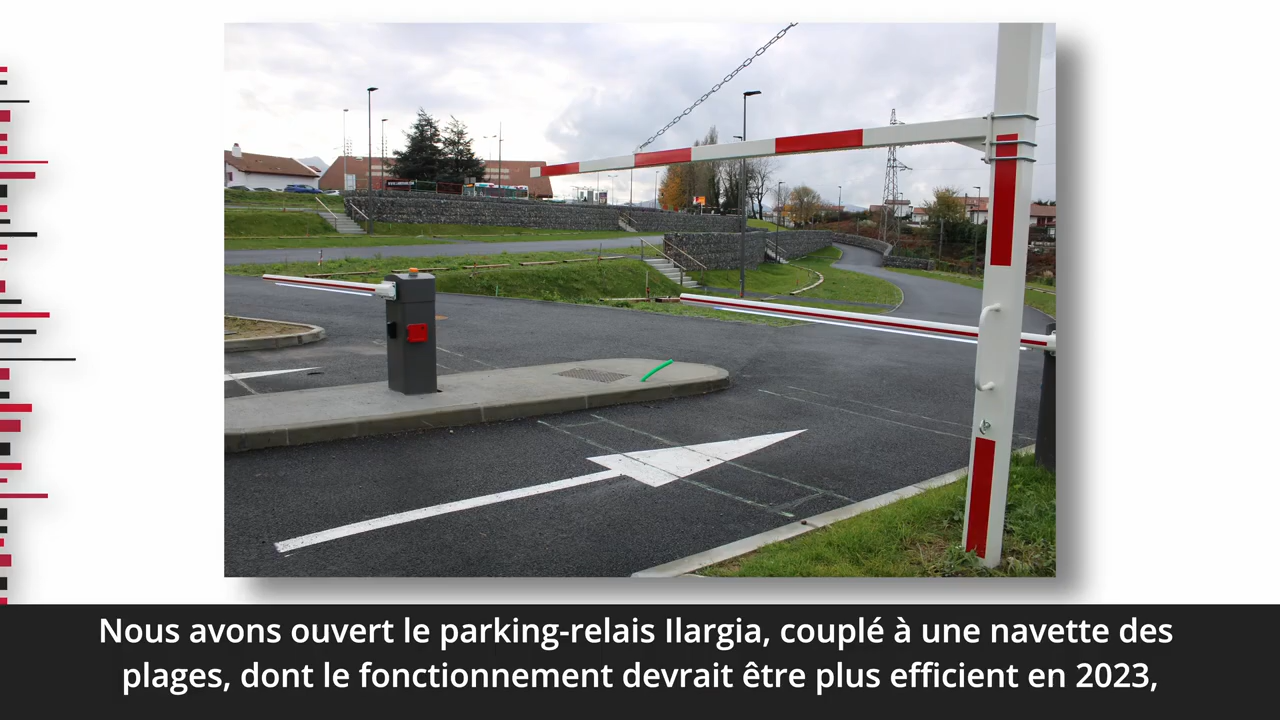 Nous avons ouvert le parking-relais Ilargia, couplé à une navette des
plages, dont le fonctionnement devrait être plus efficient en 2023,